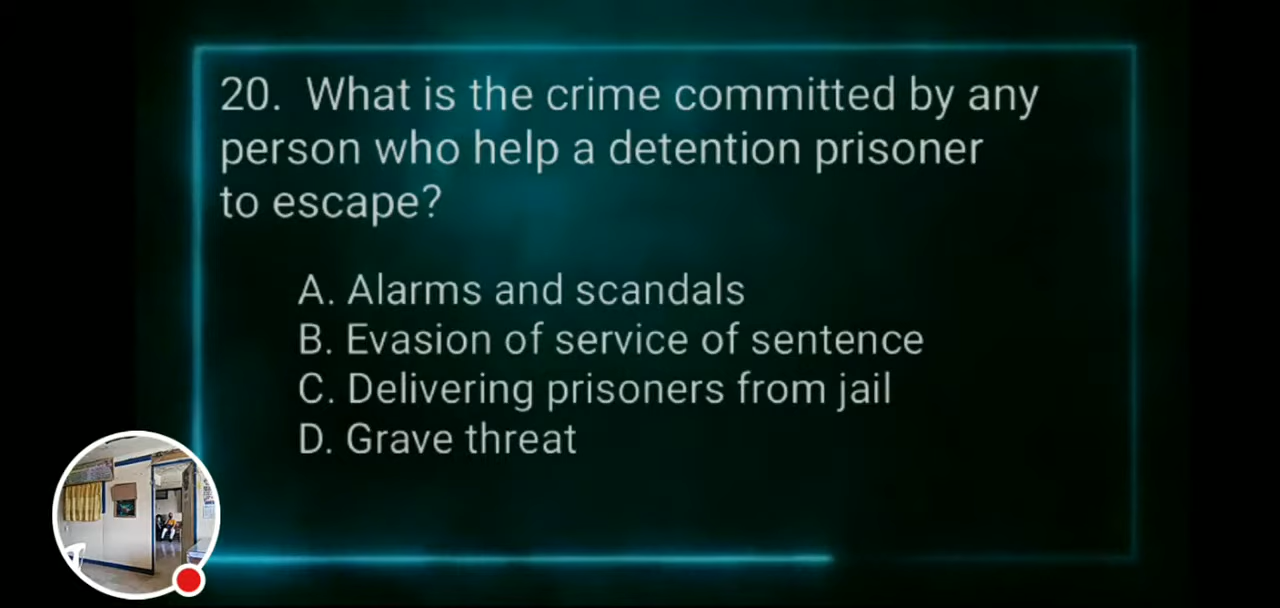 20. What is the crime committed by any
person who help a detention prisoner
to escape?
A. Alarms and scandals
B. Evasion of service of sentence
C. Delivering prisoners from jail
D. Grave threat